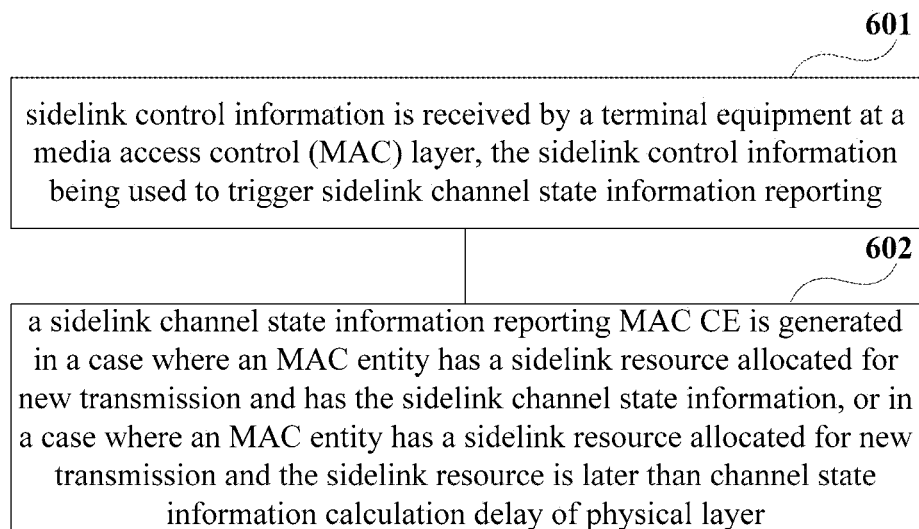 601
sidelink control information is received by a terminal equipment at a
media access control (MAC) layer, the sidelink control information
being used to trigger sidelink channel state information reporting
602
a sidelink channel state information reporting MAC CE is generated
in a case where an MAC entity has a sidelink resource allocated for
new transmission and has the sidelink channel state information, or in
a case where an MAC entity has a sidelink resource allocated for new
transmission and the sidelink resource is later than channel state
information calculation delay of physical layer